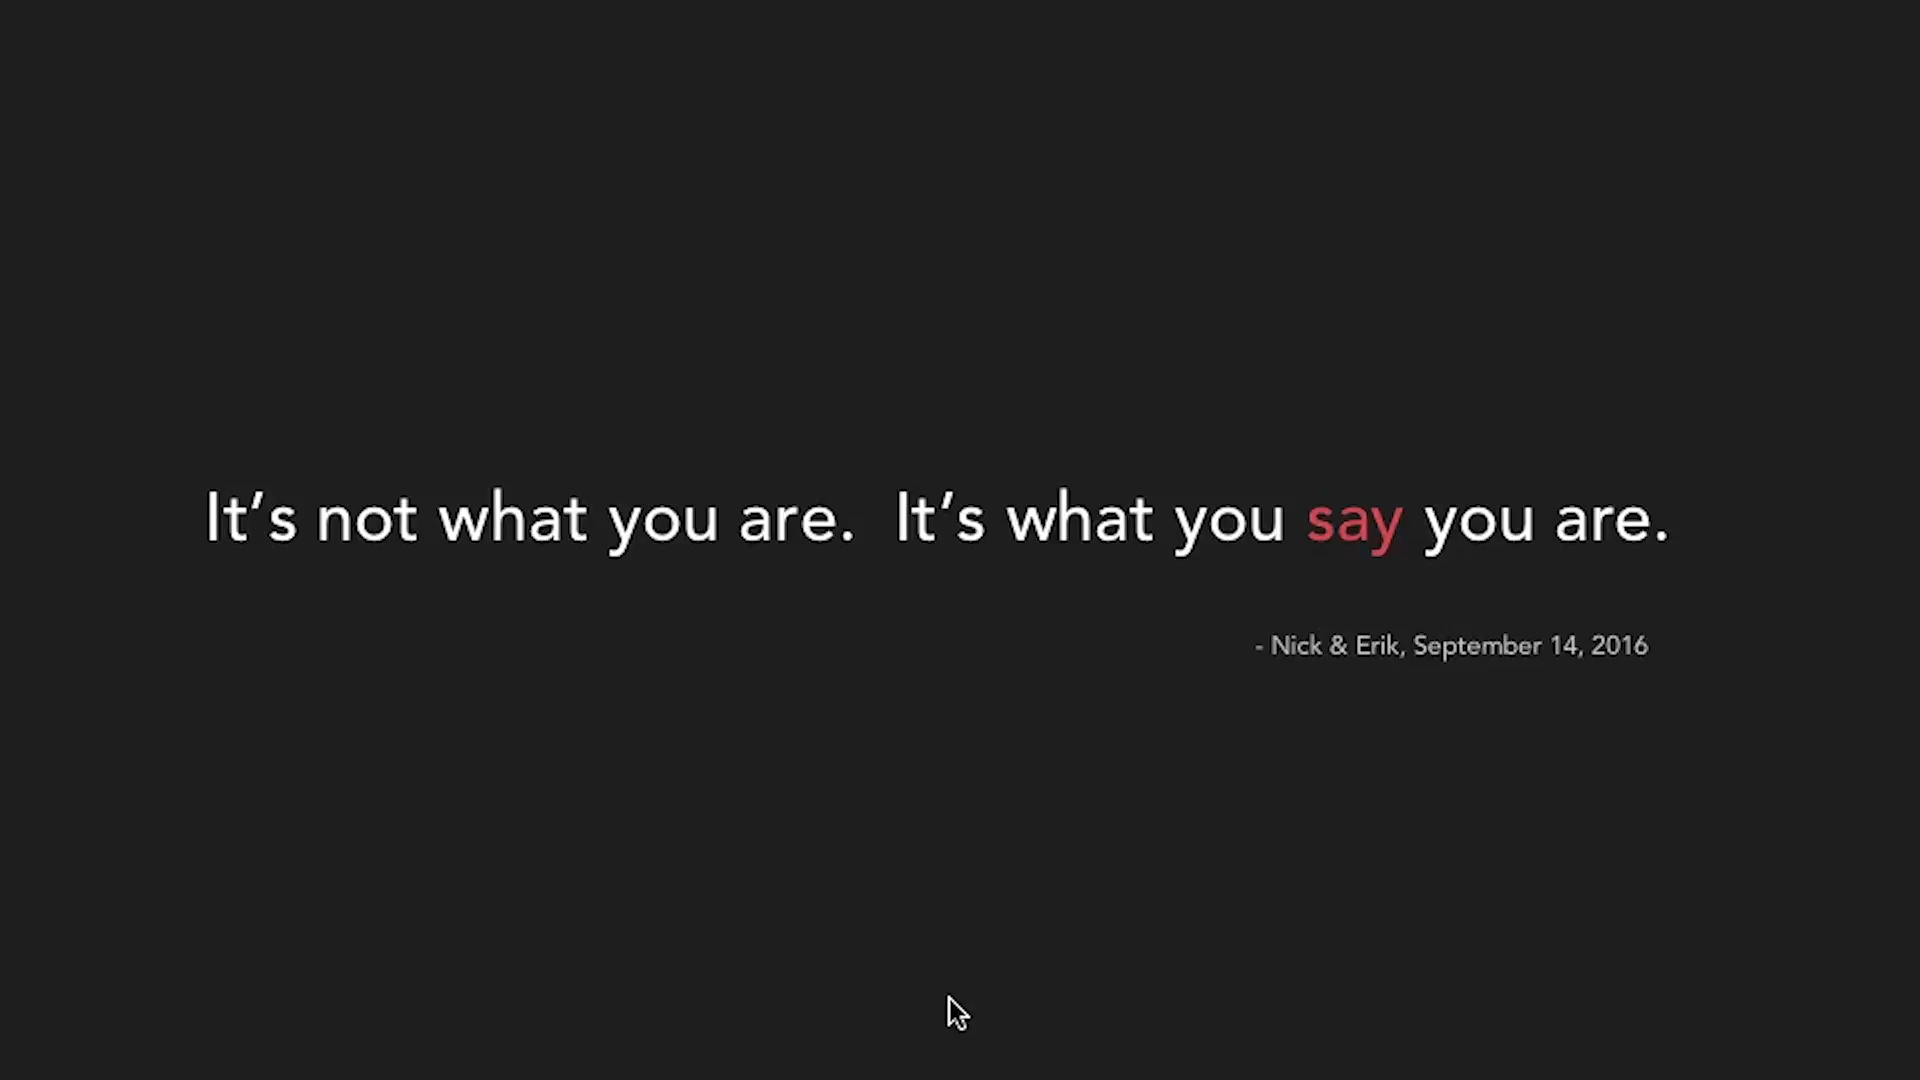 It’s not what you are.  It’s what you say you are.
- Nick & Erik, September 14, 2016